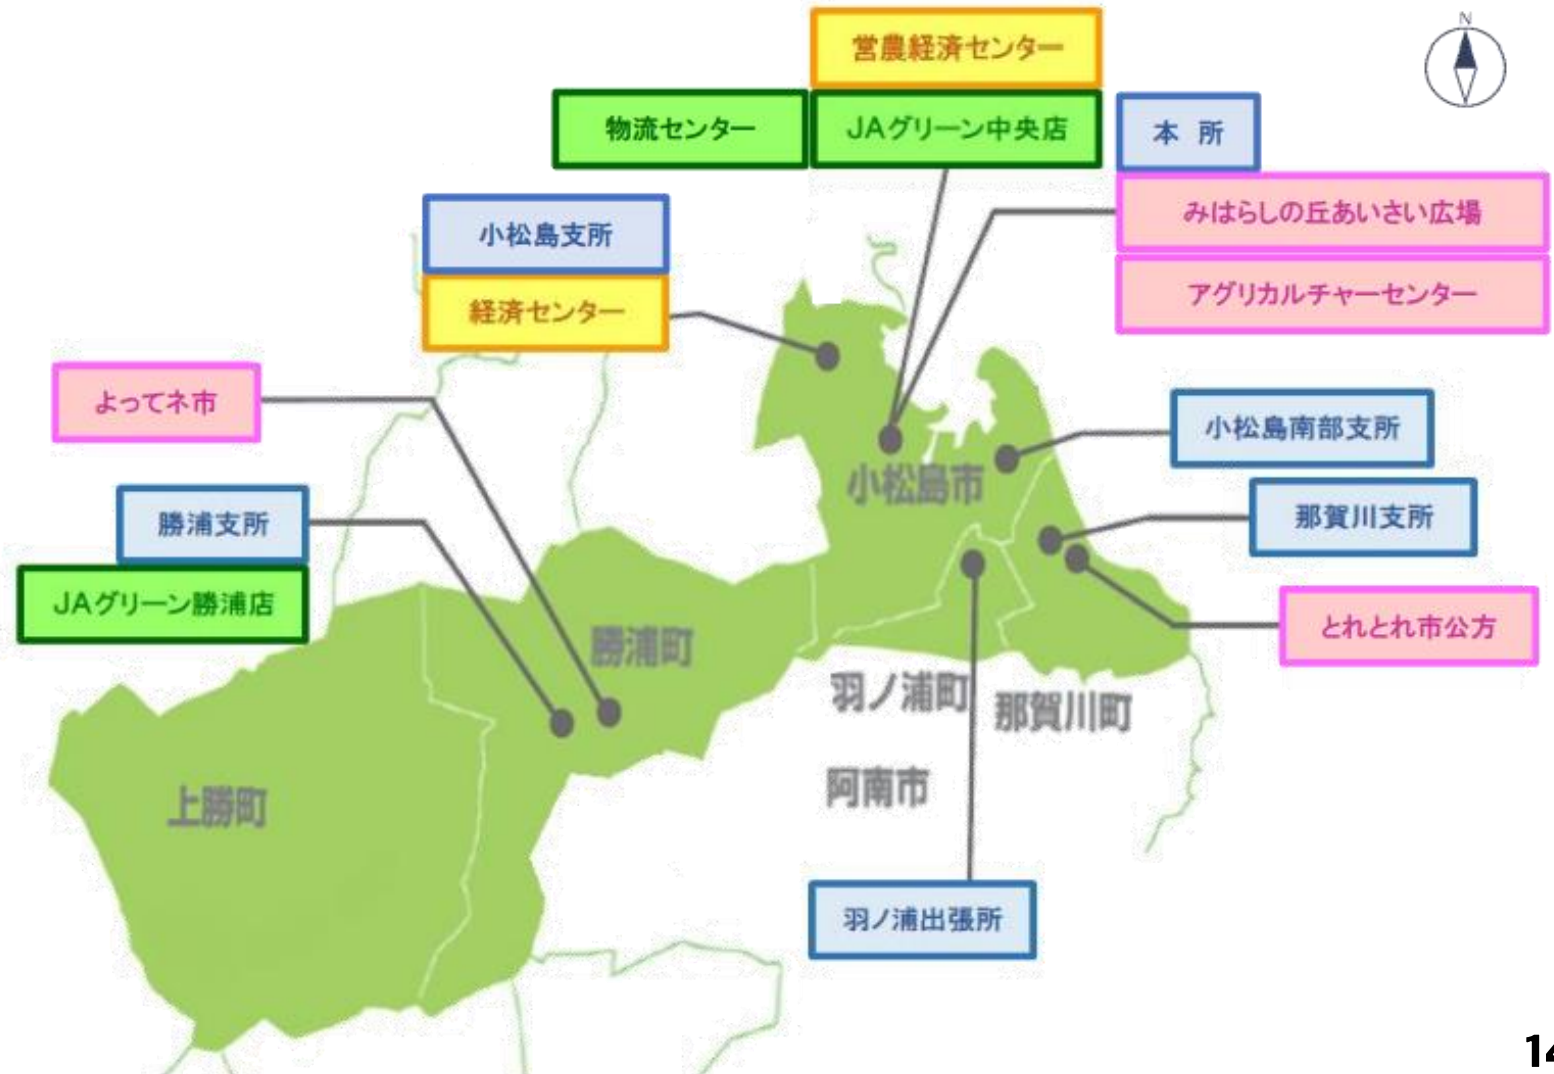 N
営農経済センター
物流センター
JAグリーン中央店
本 所
みはらしの丘あいさい広場
小松島支所
アグリカルチャーセンター
経済センター
よってネ市
小松島南部支所
小松島市
勝浦支所
那賀川支所
JAグリーン勝浦店
とれとれ市公方
勝浦町
羽ノ浦町
那賀川町
阿南市
上勝町
羽ノ浦出張所
14